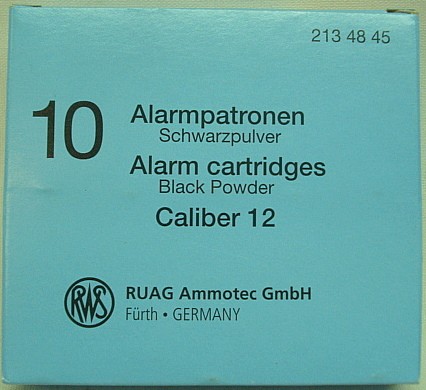 213 48 45
10
Alarmpatronen
Schwarzpulver
Alarm cartridges
Black Powder
Caliber 12
RWS
RUAG Ammotec GmbH
Fürth • GERMANY